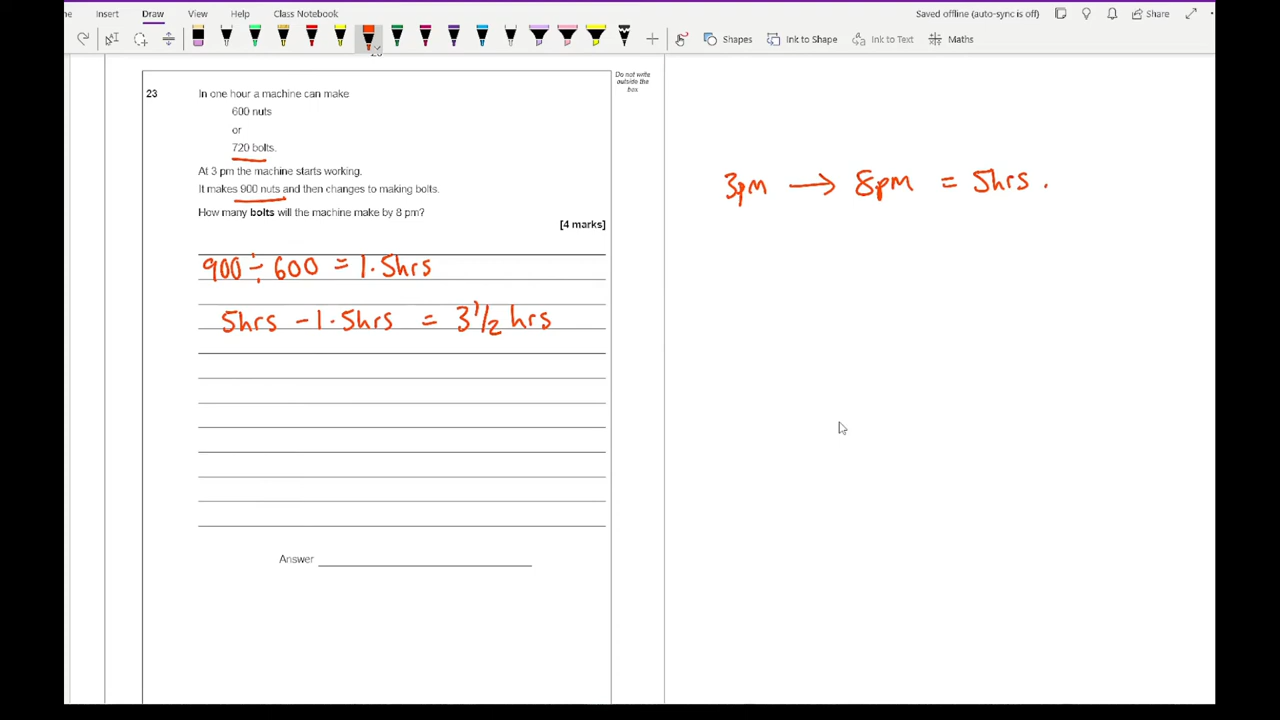 Insert Draw View Help Class Notebook Saved offline (auto-sync is off) Share
Shapes Ink to Shape Ink to Text Maths
Do not write
outside the
box
23 In one hour a machine can make
600 nuts
or
720 bolts.
At 3 pm the machine starts working.
It makes 900 nuts and then changes to making bolts.
How many bolts will the machine make by 8 pm?
[4 marks]
900 ÷ 600 = 1.5hrs
5hrs - 1.5hrs = 3 1/2 hrs
Answer
3pm → 8pm = 5hrs.